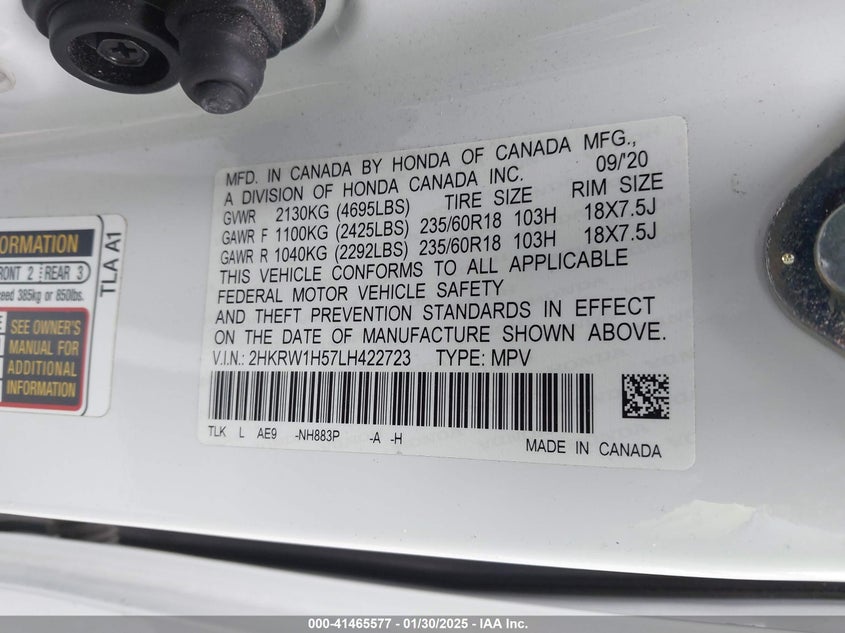 MFD. IN CANADA BY HONDA OF CANADA MFG.,
A DIVISION OF HONDA CANADA INC. 09/'20
GVWR 2130KG (4695LBS) TIRE SIZE RIM SIZE
GAWR F 1100KG (2425LBS) 235/60R18 103H 18X7.5J
GAWR R 1040KG (2292LBS) 235/60R18 103H 18X7.5J
THIS VEHICLE CONFORMS TO ALL APPLICABLE
FEDERAL MOTOR VEHICLE SAFETY
AND THEFT PREVENTION STANDARDS IN EFFECT
ON THE DATE OF MANUFACTURE SHOWN ABOVE.
V.I.N.: 2HKRW1H57LH422723 TYPE: MPV
TLK L AE9 -NH883P -A -H
MADE IN CANADA
TLA A1
2 REAR 3
385kg or 850lbs.
SEE OWNER'S
MANUAL FOR
ADDITIONAL
INFORMATION
000-41465577 - 01/30/2025 - IAA Inc.